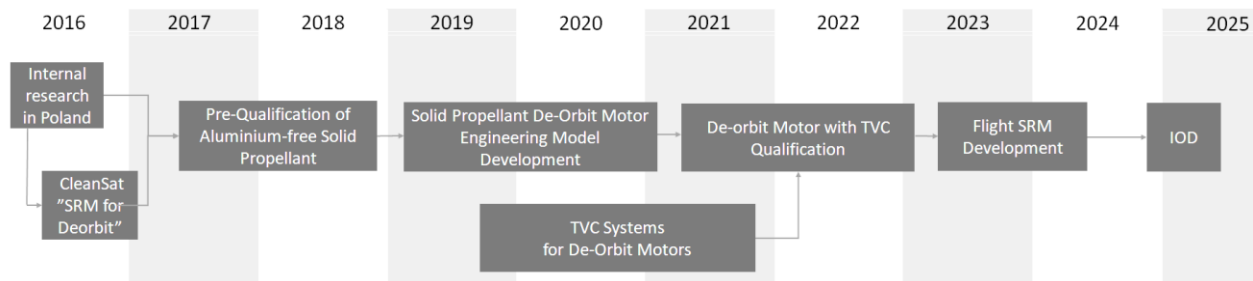 2016 2017 2018 2019 2020 2021 2022 2023 2024 2025
Internal
research
in Poland
CleanSat
”SRM for
Deorbit”
Pre-Qualification of
Aluminium-free Solid
Propellant
Solid Propellant De-Orbit Motor
Engineering Model
Development
TVC Systems
for De-Orbit Motors
De-orbit Motor with TVC
Qualification
Flight SRM
Development
IOD